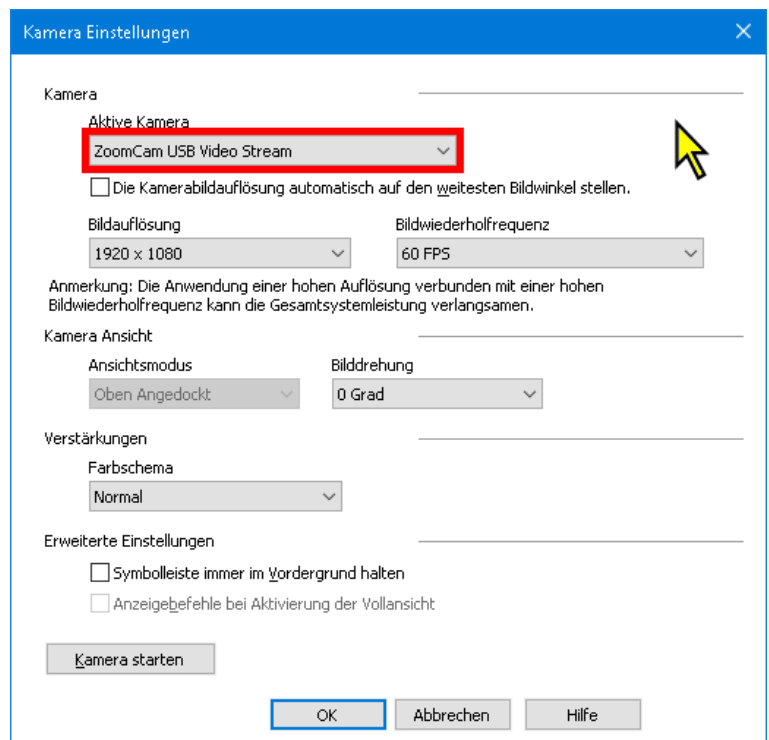 Kamera Einstellungen
Kamera
Aktive Kamera
ZoomCam USB Video Stream
Die Kamerabildauflösung automatisch auf den weitesten Bildwinkel stellen.
Bildauflösung
Bildwiederholfrequenz
1920 x 1080
60 FPS
Anmerkung: Die Anwendung einer hohen Auflösung verbunden mit einer hohen
Bildwiederholfrequenz kann die Gesamtsystemleistung verlangsamen.
Kamera Ansicht
Ansichtsmodus
Bilddrehung
Oben Angedockt
0 Grad
Verstärkungen
Farbschema
Normal
Erweiterte Einstellungen
Symbolleiste immer im Vordergrund halten
Anzeigebefehle bei Aktivierung der Vollansicht
Kamera starten
OK
Abbrechen
Hilfe